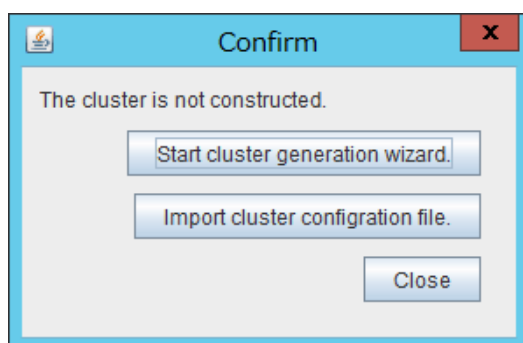 Confirm
x
The cluster is not constructed.
Start cluster generation wizard.
Import cluster configration file.
Close